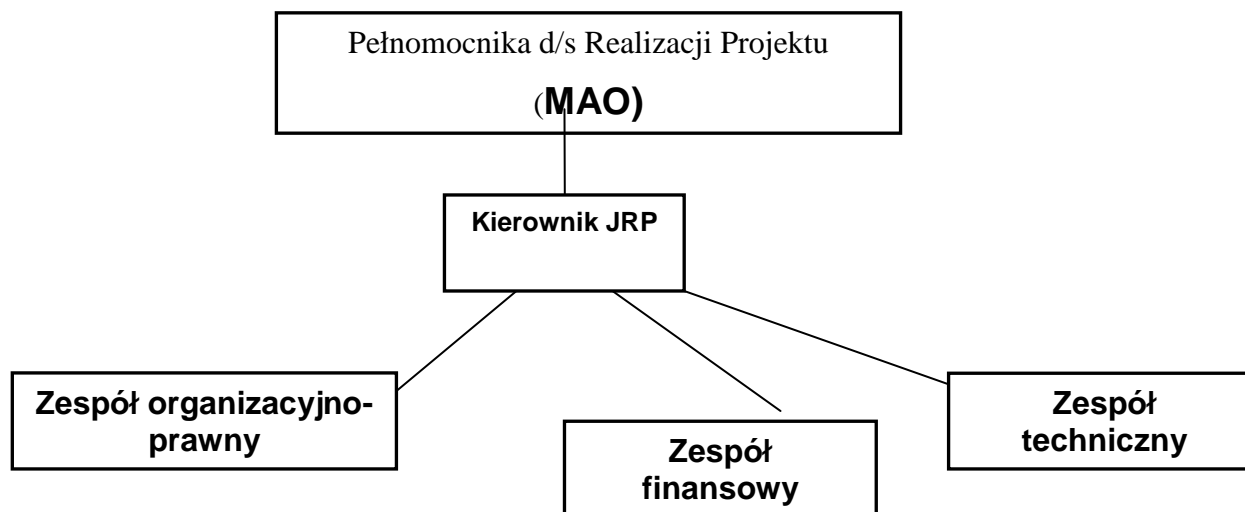 Pełnomocnika d/s Realizacji Projektu
(MAO)
Kierownik JRP
Zespół organizacyjno-
prawny
Zespół
finansowy
Zespół
techniczny